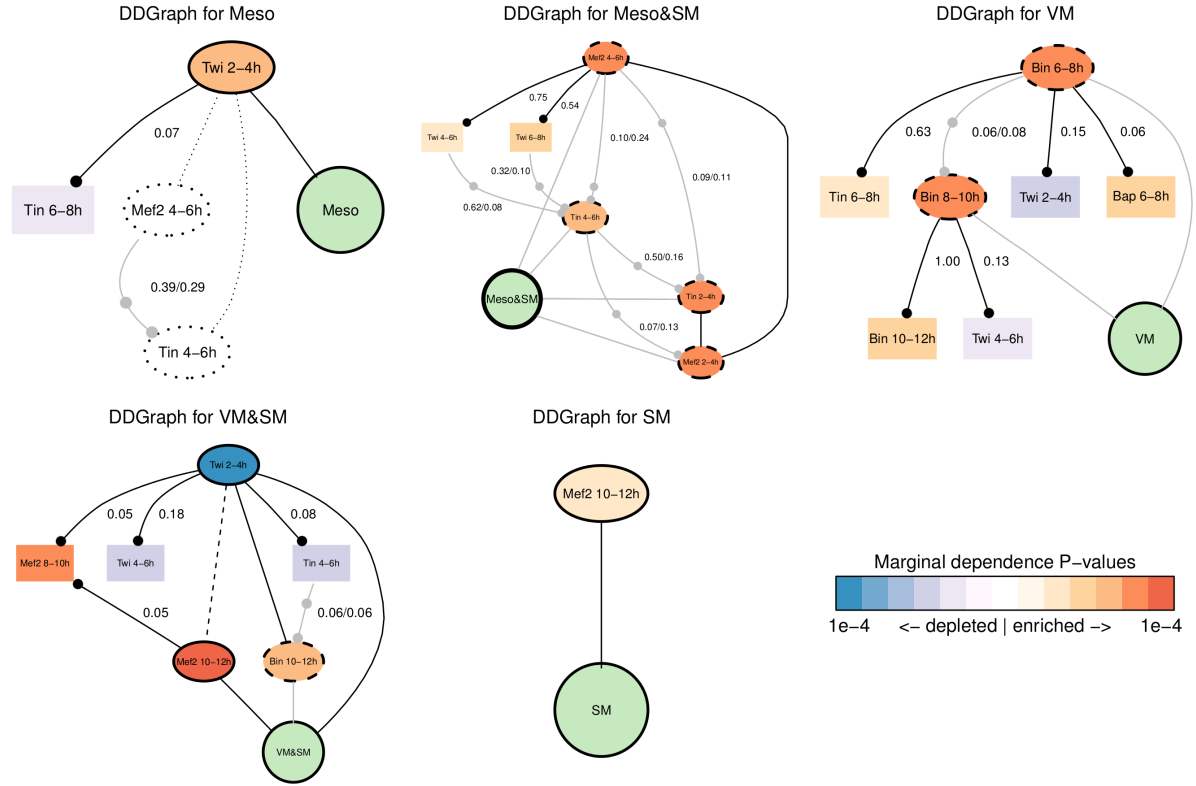 DDGraph for Meso
Twi 2−4h
0.07
Tin 6−8h
Mef2 4−6h
Meso
0.39/0.29
Tin 4−6h
DDGraph for Meso&SM
Mef2 4−6h
0.75
0.54
Twi 4−6h
Twi 6−8h
0.10/0.24
0.32/0.10
0.09/0.11
0.62/0.08
Tin 4−6h
0.50/0.16
Meso&SM
Tin 2−4h
0.07/0.13
Mef2 2−4h
DDGraph for VM
Bin 6−8h
0.63
0.06/0.08
0.15
0.06
Tin 6−8h
Bin 8−10h
Twi 2−4h
Bap 6−8h
1.00
0.13
Bin 10−12h
Twi 4−6h
VM
DDGraph for VM&SM
Twi 2−4h
0.05
0.18
0.08
Mef2 8−10h
Twi 4−6h
Tin 4−6h
0.05
0.06/0.06
Mef2 10−12h
Bin 10−12h
VM&SM
DDGraph for SM
Mef2 10−12h
SM
Marginal dependence P−values
1e−4 <− depleted | enriched −> 1e−4